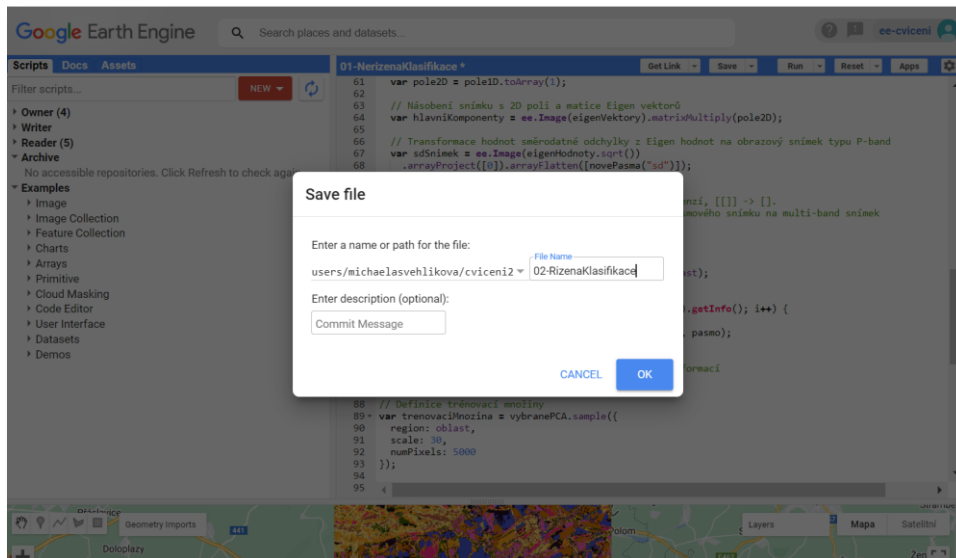 Google Earth Engine
Search places and datasets...
ee-cviceni
Scripts Docs Assets
01-NerizenaKlasifikace *
Get Link Save Run Reset Apps
Filter scripts...
NEW
Owner (4)
Writer
Reader (5)
Archive
No accessible repositories. Click Refresh to check again
Examples
Image
Image Collection
Feature Collection
Charts
Arrays
Primitive
Cloud Masking
Code Editor
User Interface
Datasets
Demos
61 var pole2D = pole1D.toArray(1);
62
63 // Násobení snímku s 2D poli a matice Eigen vektorů
64 var hlavniKomponenty = ee.Image(eigenVektory).matrixMultiply(pole2D);
65
66 // Transformace hodnot směrodatné odchylky z Eigen hodnot na obrazový snímek typu P-band
67 var sdSnimek = ee.Image(eigenHodnoty.sqrt())
68 .arrayProject([0]).arrayFlatten([novePasma("sd")]);
enzí, [[]] -> [].
mového snímku na multi-band snímek
ast);
).getInfo(); i++) {
, pasmo);
formací
Save file
Enter a name or path for the file:
users/michaelasvehlikova/cviceni2
File Name
02-RizenaKlasifikace
Enter description (optional):
Commit Message
CANCEL OK
88 // Definice trénovací množiny
89 var trenovaciMnozina = vybranePCA.sample({
90 region: oblast,
91 scale: 30,
92 numPixels: 5000
93 });
94
95
Přáslavice
Geometry Imports
441
Doloplazy
Layers
Mapa Satelitní